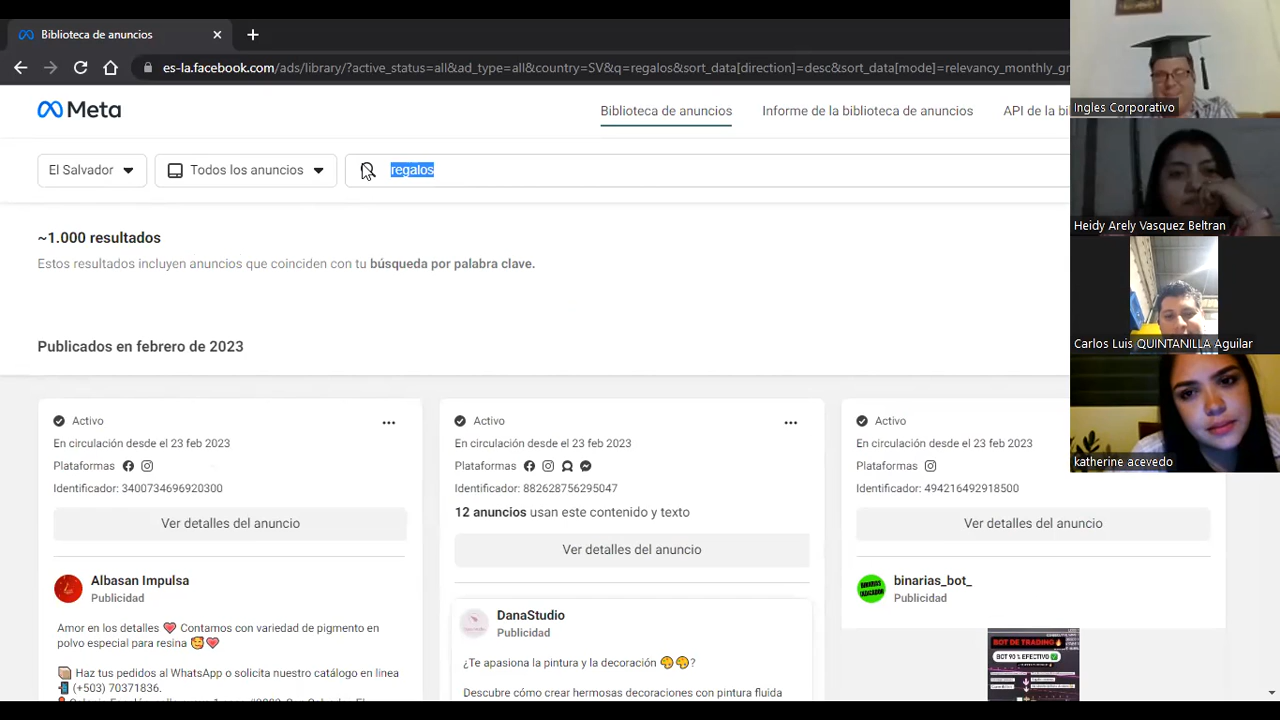 Biblioteca de anuncios
es-la.facebook.com/ads/library/?active_status=all&ad_type=all&country=SV&q=regalos&sort_data[direction]=desc&sort_data[mode]=relevancy_monthly_gr
Meta
Biblioteca de anuncios
Informe de la biblioteca de anuncios
API de la bi
El Salvador
Todos los anuncios
regalos
~1.000 resultados
Estos resultados incluyen anuncios que coinciden con tu búsqueda por palabra clave.
Publicados en febrero de 2023
Activo
En circulación desde el 23 feb 2023
Plataformas
Identificador: 3400734696920300
Ver detalles del anuncio
Albasan Impulsa
Publicidad
Amor en los detalles ❤️ Contamos con variedad de pigmento en
polvo especial para resina 🥰💖
Haz tus pedidos al WhatsApp o solicita nuestro catálogo en linea
📲 (+503) 70371836.
Activo
En circulación desde el 23 feb 2023
Plataformas
Identificador: 882628756295047
12 anuncios usan este contenido y texto
Ver detalles del anuncio
DanaStudio
Publicidad
¿Te apasiona la pintura y la decoración
?
Descubre cómo crear hermosas decoraciones con pincel flufis
Activo
En circulación desde el 23 feb 2023
Plataformas
Identificador: 494216492918500
Ver detalles del anuncio
binarias_bot_
Publicidad
BOT DE TRADING🔥
BOT 90 % EFECTIVO ✅
Ingles Corporativo
Heidy Arely Vasquez Beltran
Carlos Luis QUINTANILLA Aguilar
katherine acevedo